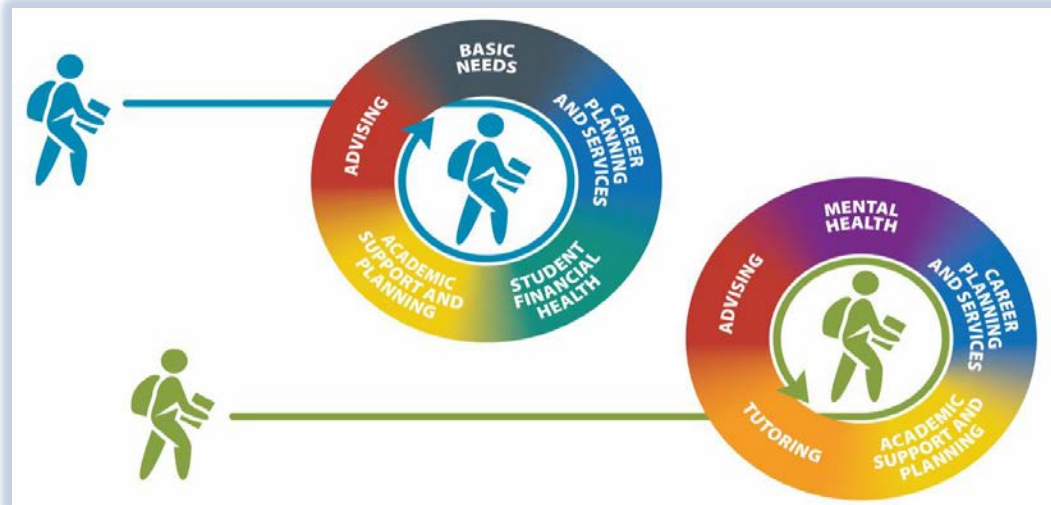 BASIC
NEEDS
CAREER
PLANNING
AND SERVICES
STUDENT
FINANCIAL
HEALTH
ACADEMIC
SUPPORT AND
PLANNING
ADVISING
MENTAL
HEALTH
CAREER
PLANNING
AND SERVICES
ACADEMIC
SUPPORT AND
PLANNING
TUTORING
ADVISING